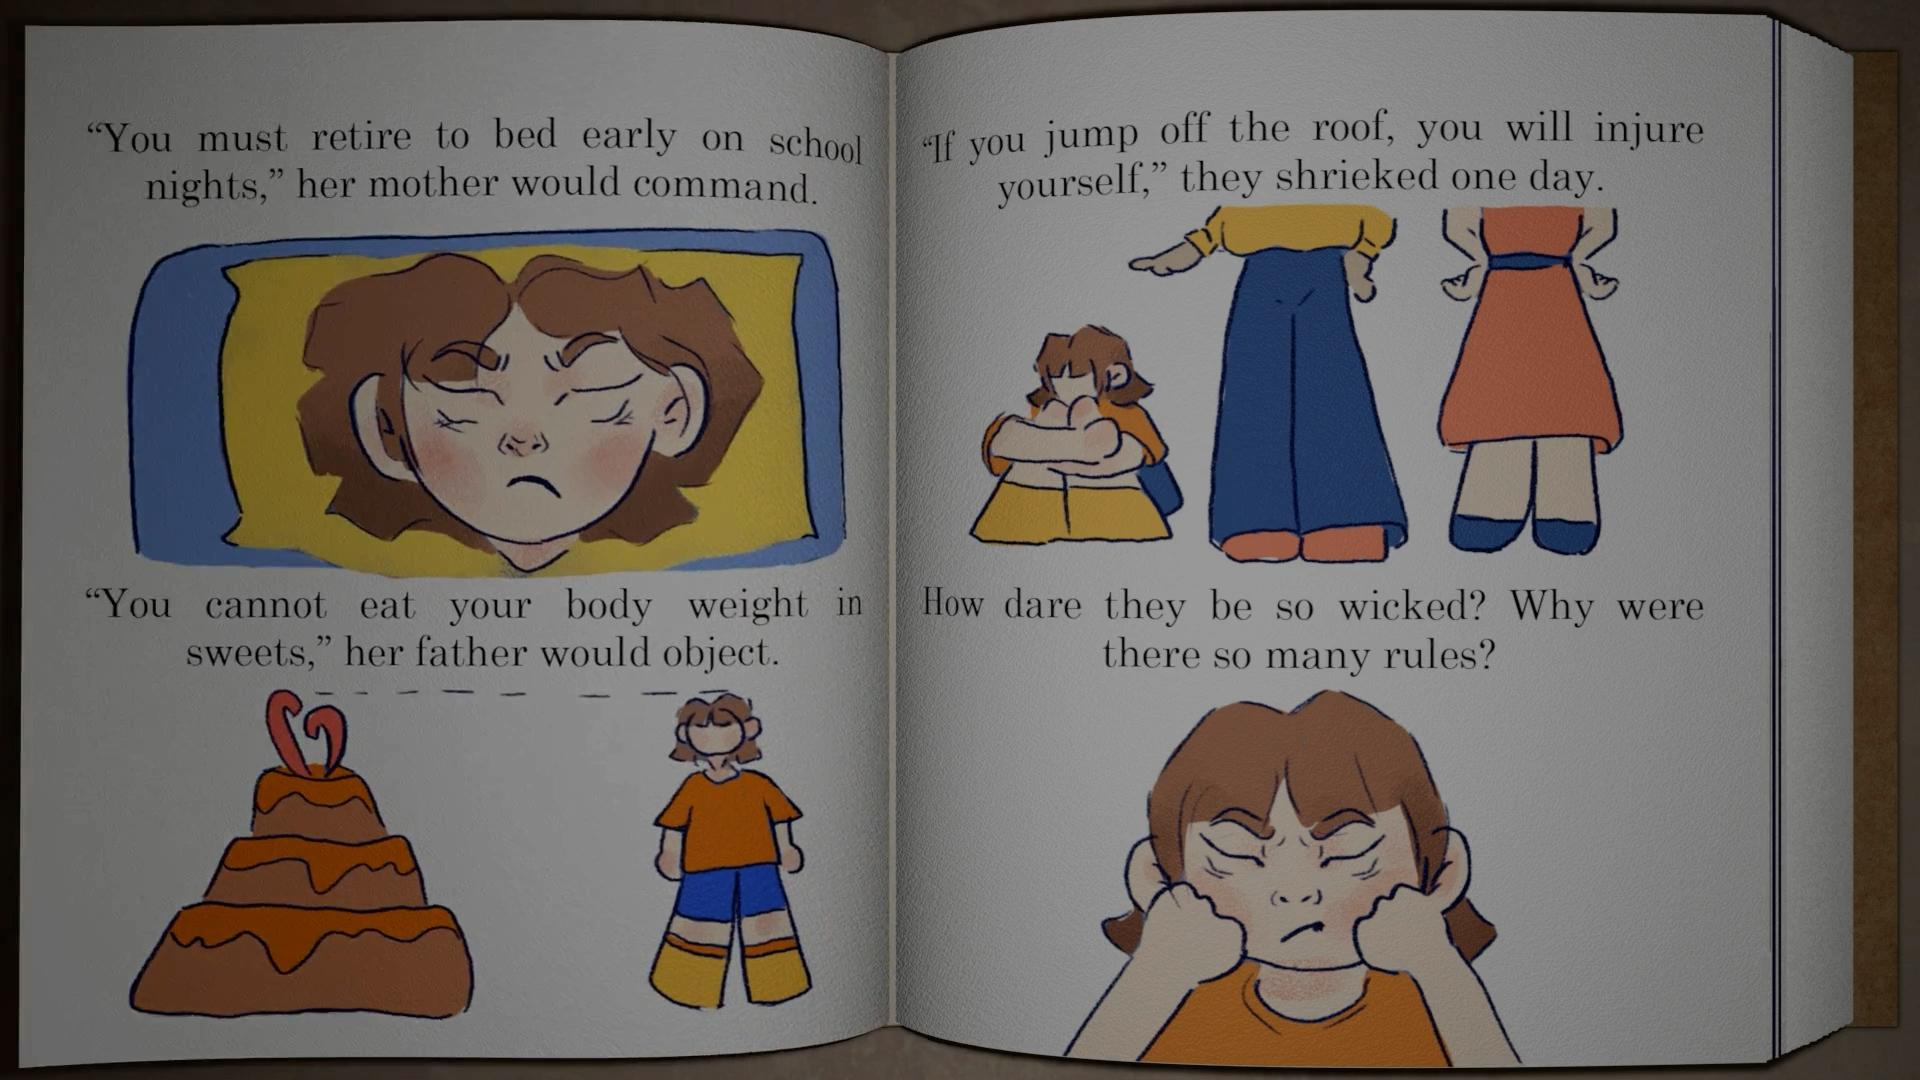 “You must retire to bed early on school
nights,” her mother would command.
“You cannot eat your body weight in
sweets,” her father would object.
“If you jump off the roof, you will injure
yourself,” they shrieked one day.
How dare they be so wicked? Why were
there so many rules?